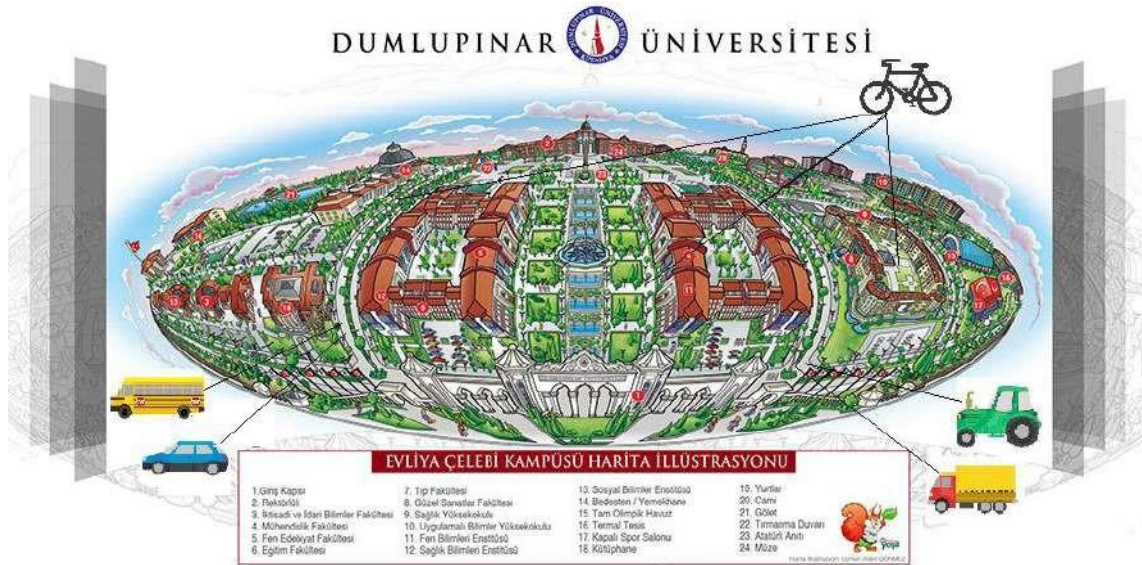 DUMLUPINAR ÜNİVERSİTESİ
EVLİYA ÇELEBİ KAMPÜSÜ HARİTA İLLÜSTRASYONU
1.Giriş Kapısı
2. Rektörlük
3. İktisadi ve İdari Bilimler Fakültesi
4. Mühendislik Fakültesi
5. Fen Edebiyat Fakültesi
6. Eğitim Fakültesi
7. Tıp Fakültesi
8. Güzel Sanatlar Fakültesi
9. Sağlık Yüksekokulu
10. Uygulamalı Bilimler Yüksekokulu
11. Fen Bilimleri Enstitüsü
12. Sağlık Bilimleri Enstitüsü
13. Sosyal Bilimler Enstitüsü
14. Bedesten / Yemekhane
15. Tam Olimpik Havuz
16. Termal Tesis
17. Kapalı Spor Salonu
18. Kütüphane
19. Yurtlar
20. Cami
21. Gölet
22. Tırmanma Duvarı
23. Atatürk Anıtı
24. Müze